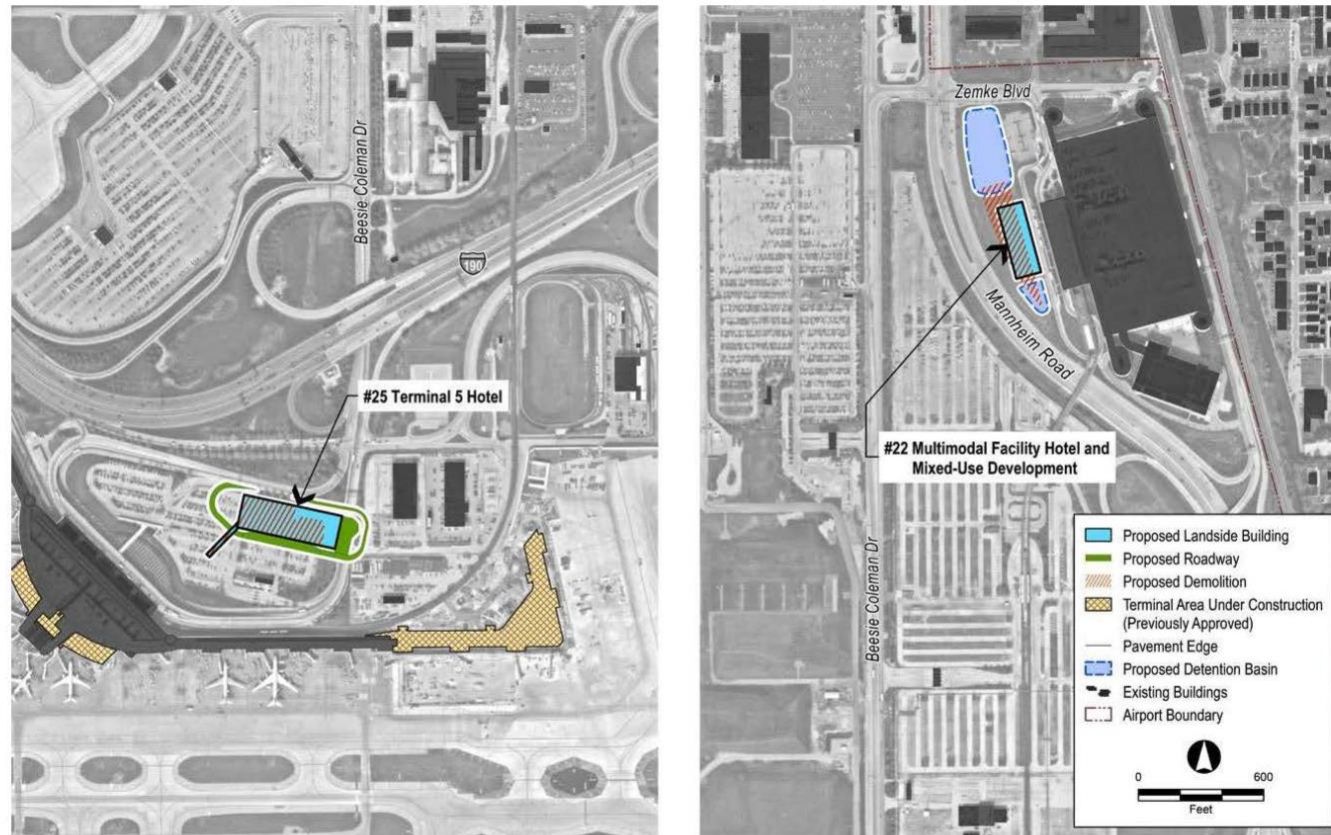 Beesie Coleman Dr
190
#25 Terminal 5 Hotel
Zemke Blvd
Mannheim Road
#22 Multimodal Facility Hotel and
Mixed-Use Development
Beesie Coleman Dr
Proposed Landside Building
Proposed Roadway
Proposed Demolition
Terminal Area Under Construction
(Previously Approved)
Pavement Edge
Proposed Detention Basin
Existing Buildings
Airport Boundary
0 600
Feet